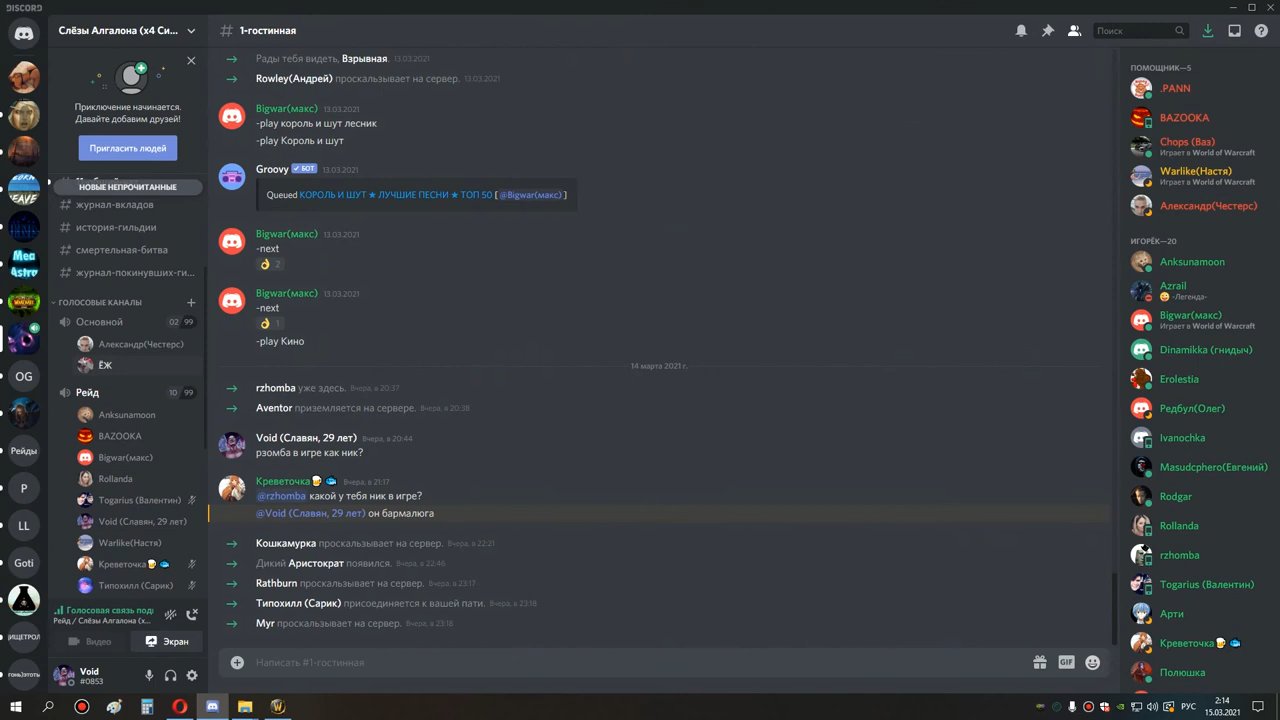 DISCORD
Слёзы Алгалона (x4 Си...
1-гостинная
Поиск
Приключение начинается.
Давайте добавим друзей!
Пригласить людей
НОВЫЕ НЕПРОЧИТАННЫЕ
журнал-вкладов
история-гильдии
смертельная-битва
журнал-покинувших-ги...
ГОЛОСОВЫЕ КАНАЛЫ
Основной 02 99
Александр(Честерс)
ЁЖ
Рейд 10 99
Anksunamoon
BAZOOKA
Bigwar(макс)
Rollanda
Togarius (Валентин)
Void (Славян, 29 лет)
Warlike(Настя)
Креветочка
Типохилл (Сарик)
Голосовая связь подк
Рейд / Слёзы Алгалона (x...
Видео
Экран
Void
#0853
OG
Рейды
P
LL
Goti
ИЩЕТРОЛ
Рады тебя видеть, Взрывная. 13.03.2021
Rowley(Андрей) проскальзывает на сервер. 13.03.2021
Bigwar(макс) 13.03.2021
-play король и шут лесник
-play Король и шут
Groovy БОТ 13.03.2021
Queued КОРОЛЬ И ШУТ ★ ЛУЧШИЕ ПЕСНИ ★ ТОП 50 [ @Bigwar(макс) ]
Bigwar(макс) 13.03.2021
-next
2
Bigwar(макс) 13.03.2021
-next
1
-play Кино
14 марта 2021 г.
rzhomba уже здесь. Вчера, в 20:37
Aventor приземляется на сервере. Вчера, в 20:38
Void (Славян, 29 лет) Вчера, в 20:44
рзомба в игре как ник?
Креветочка Вчера, в 21:17
@rzhomba какой у тебя ник в игре?
@Void (Славян, 29 лет) он бармалюга
Кошкамурка проскальзывает на сервер. Вчера, в 22:21
Дикий Аристократ появился. Вчера, в 22:46
Rathburn проскальзывает на сервер. Вчера, в 23:17
Типохилл (Сарик) присоединяется к вашей пати. Вчера, в 23:18
Myr проскальзывает на сервер. Вчера, в 23:18
Написать #1-гостинная
GIF
ПОМОЩНИК—5
.PANN
BAZOOKA
Chops (Ваз)
Играет в World of Warcraft
Warlike(Настя)
Играет в World of Warcraft
Александр(Честерс)
ИГОРЁК—20
Anksunamoon
Azrail
-Легенда-
Bigwar(макс)
Играет в World of Warcraft
Dinamikka (гнидыч)
Erolestia
Редбул(Олег)
Ivanochka
Masudcphero(Евгений)
Rodgar
Rollanda
rzhomba
Togarius (Валентин)
Арти
Креветочка
Полюшка
РУС
2:14
15.03.2021